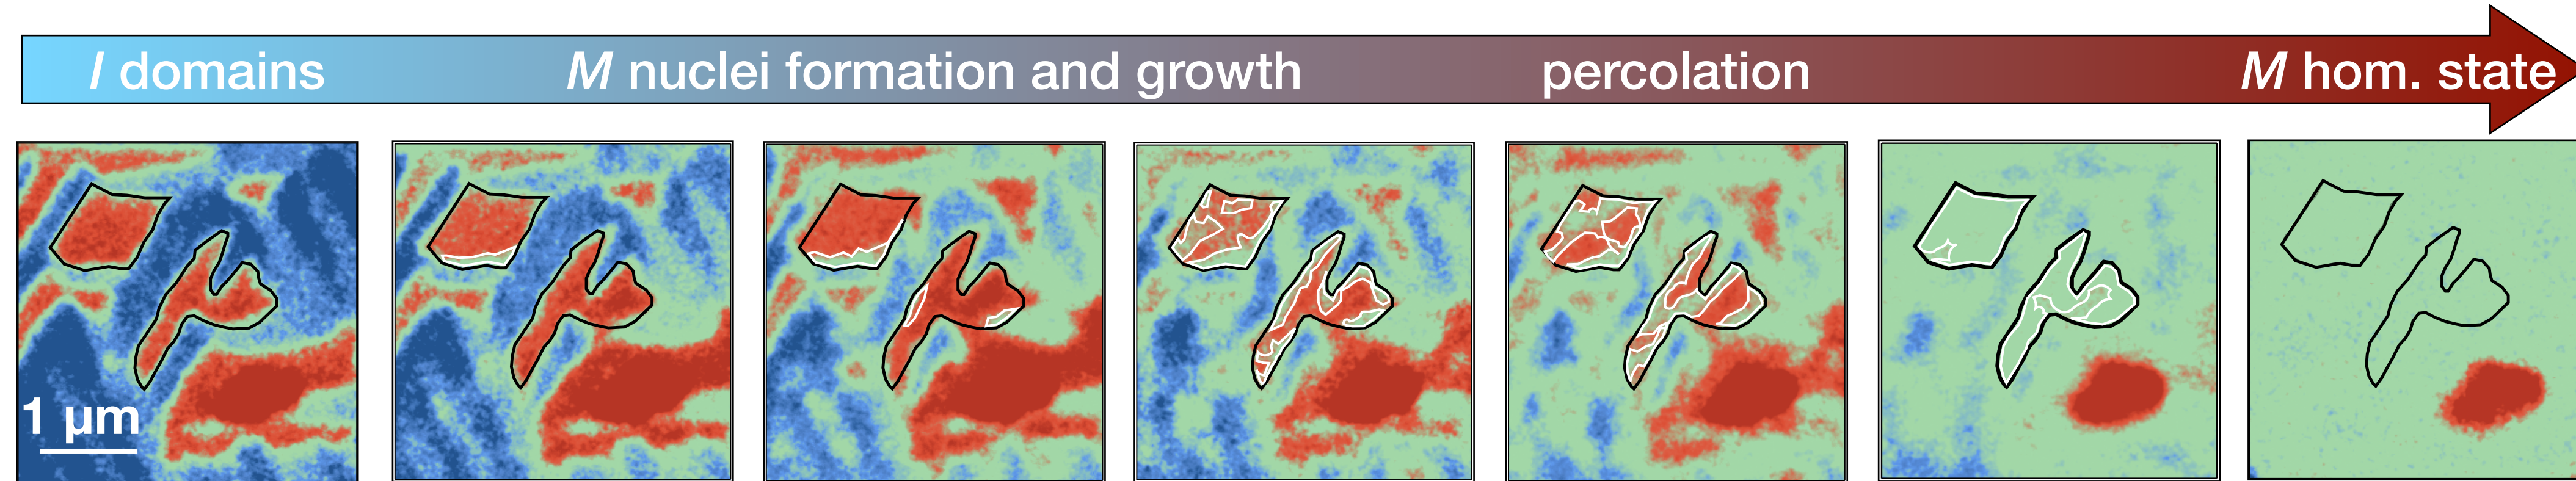 I domains
M nuclei formation and growth
percolation
M hom. state
1 µm